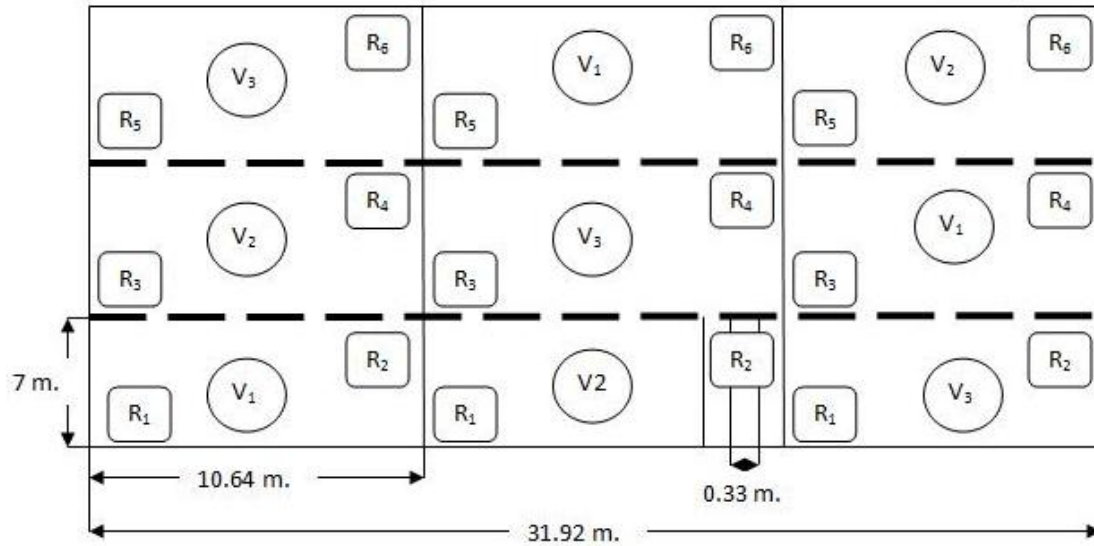 V₃ R₆ V₁ R₆ V₂ R₆
R₅ R₅ R₅
V₂ R₄ V₃ R₄ V₁ R₄
R₃ R₃ R₃
7 m. R₁ V₁ R₂ R₁ V2 R₂ R₁ V₃ R₂
10.64 m. 0.33 m.
31.92 m.